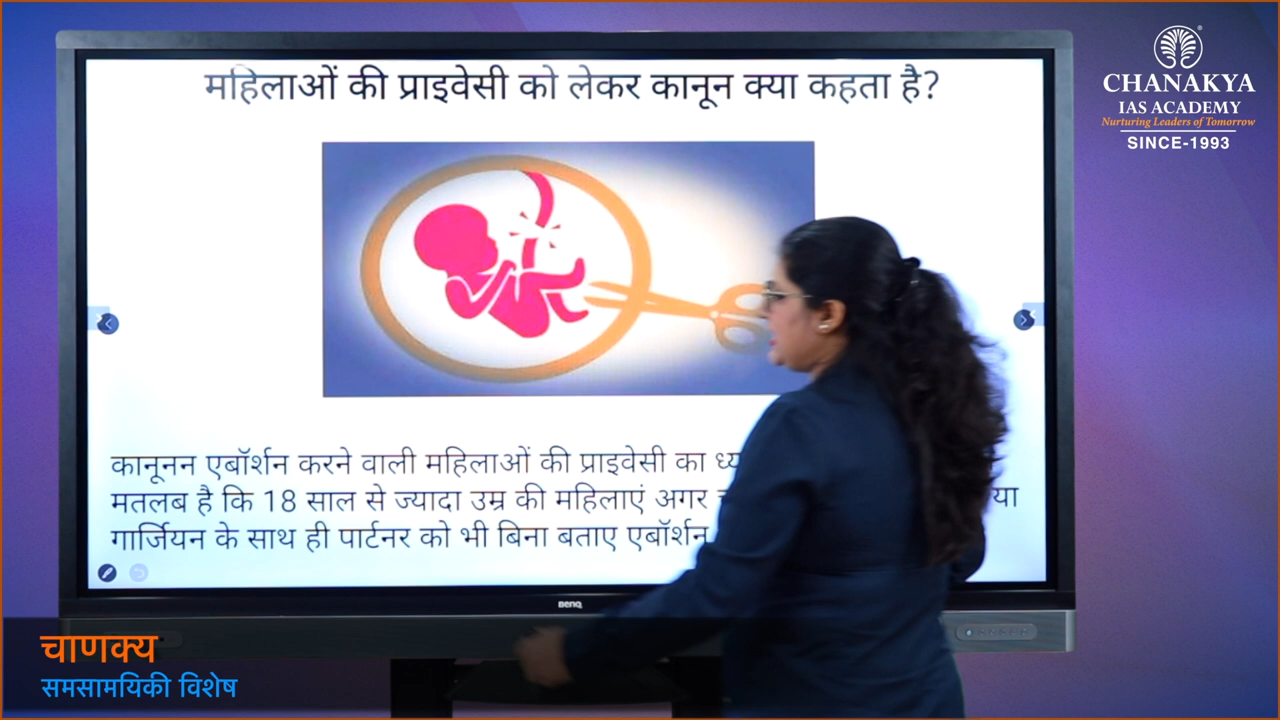 महिलाओं की प्राइवेसी को लेकर कानून क्या कहता है?
CHANAKYA
IAS ACADEMY
Nurturing Leaders of Tomorrow
SINCE-1993
कानूनन एबॉर्शन करने वाली महिलाओं की प्राइवेसी का
मतलब है कि 18 साल से ज्यादा उम्र की महिलाएं अगर या
गार्जियन के साथ ही पार्टनर को भी बिना बताए एबॉर्शन
BenQ
चाणक्य
समसामयिकी विशेष